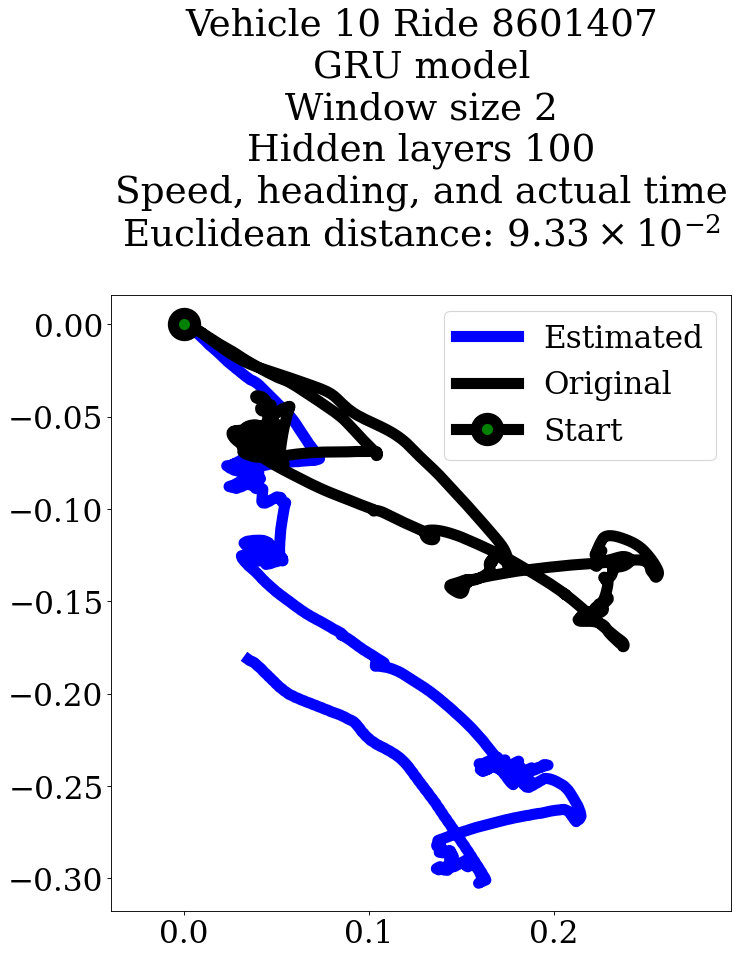 Vehicle 10 Ride 8601407
GRU model
Window size 2
Hidden layers 100
Speed, heading, and actual time
Euclidean distance: 9.33 × 10⁻²
Estimated
Original
Start
0.00
−0.05
−0.10
−0.15
−0.20
−0.25
−0.30
0.0 0.1 0.2